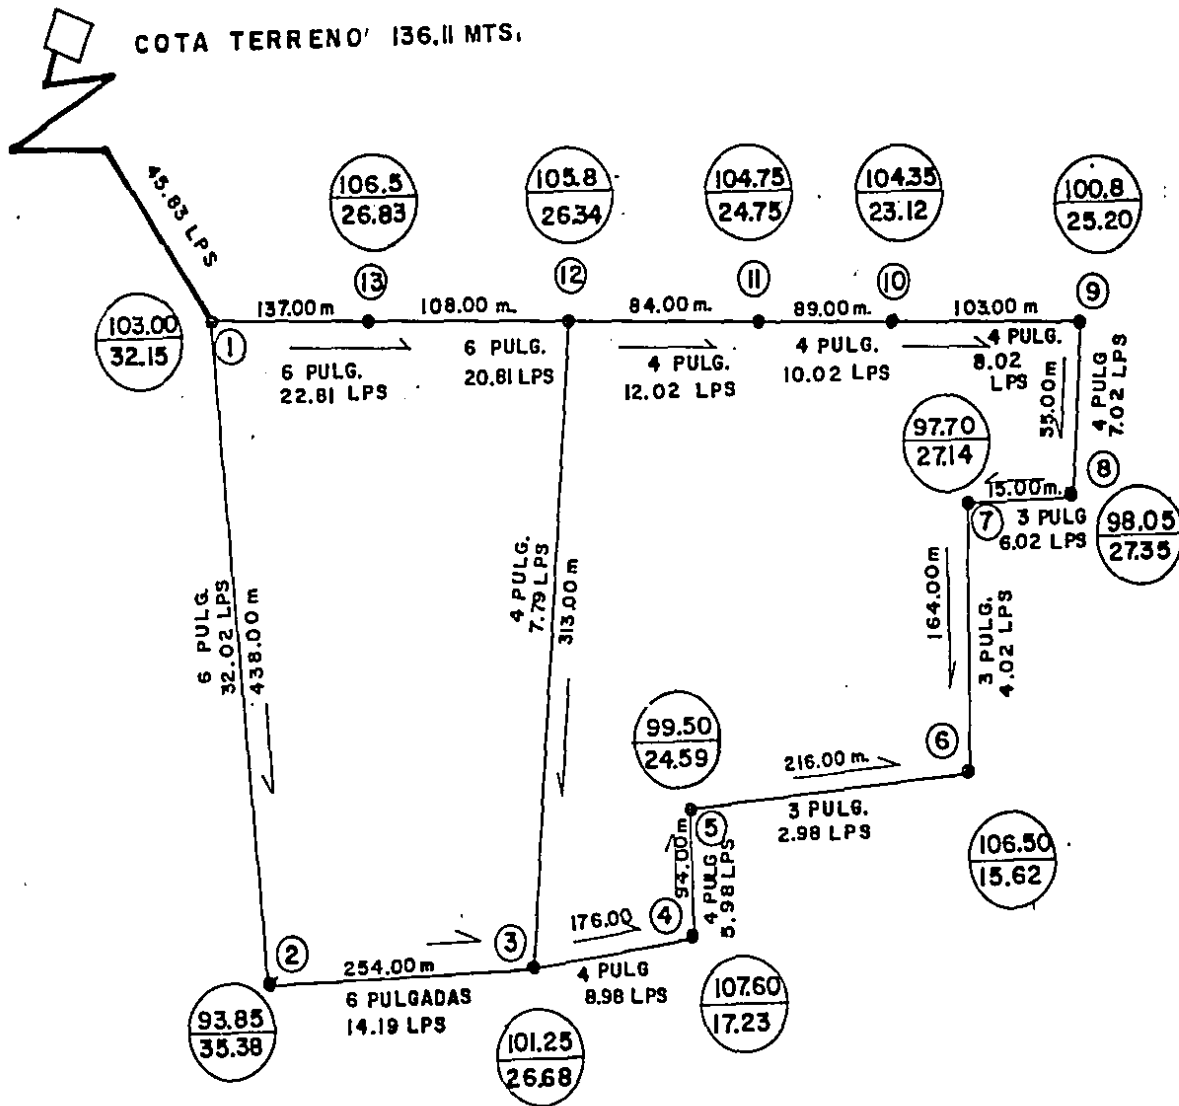 COTA TERRENO' 136.11 MTS.
45.83 LPS
106.5
26.83
105.8
26.34
104.75
24.75
104.35
23.12
100.8
25.20
13
12
11
10
9
103.00
32.15
1
137.00 m
108.00 m.
84.00 m.
89.00 m.
103.00 m
6 PULG.
22.81 LPS
6 PULG.
20.81 LPS
4 PULG.
12.02 LPS
4 PULG.
10.02 LPS
4 PULG.
8.02
LPS
35.00m
4 PULG
7.02 LPS
97.70
27.14
8
15.00m.
7
3 PULG
6.02 LPS
98.05
27.35
6 PULG.
32.02 LPS
438.00 m
4 PULG.
7.79 LPS
313.00 m
164.00m
3 PULG.
4.02 LPS
99.50
24.59
6
216.00 m.
3 PULG.
2.98 LPS
5
94.00 m
4 PULG
5.98 LPS
106.50
15.62
2
254.00 m
6 PULGADAS
14.19 LPS
3
176.00
4
4 PULG
8.98 LPS
93.85
35.38
101.25
26.68
107.60
17.23